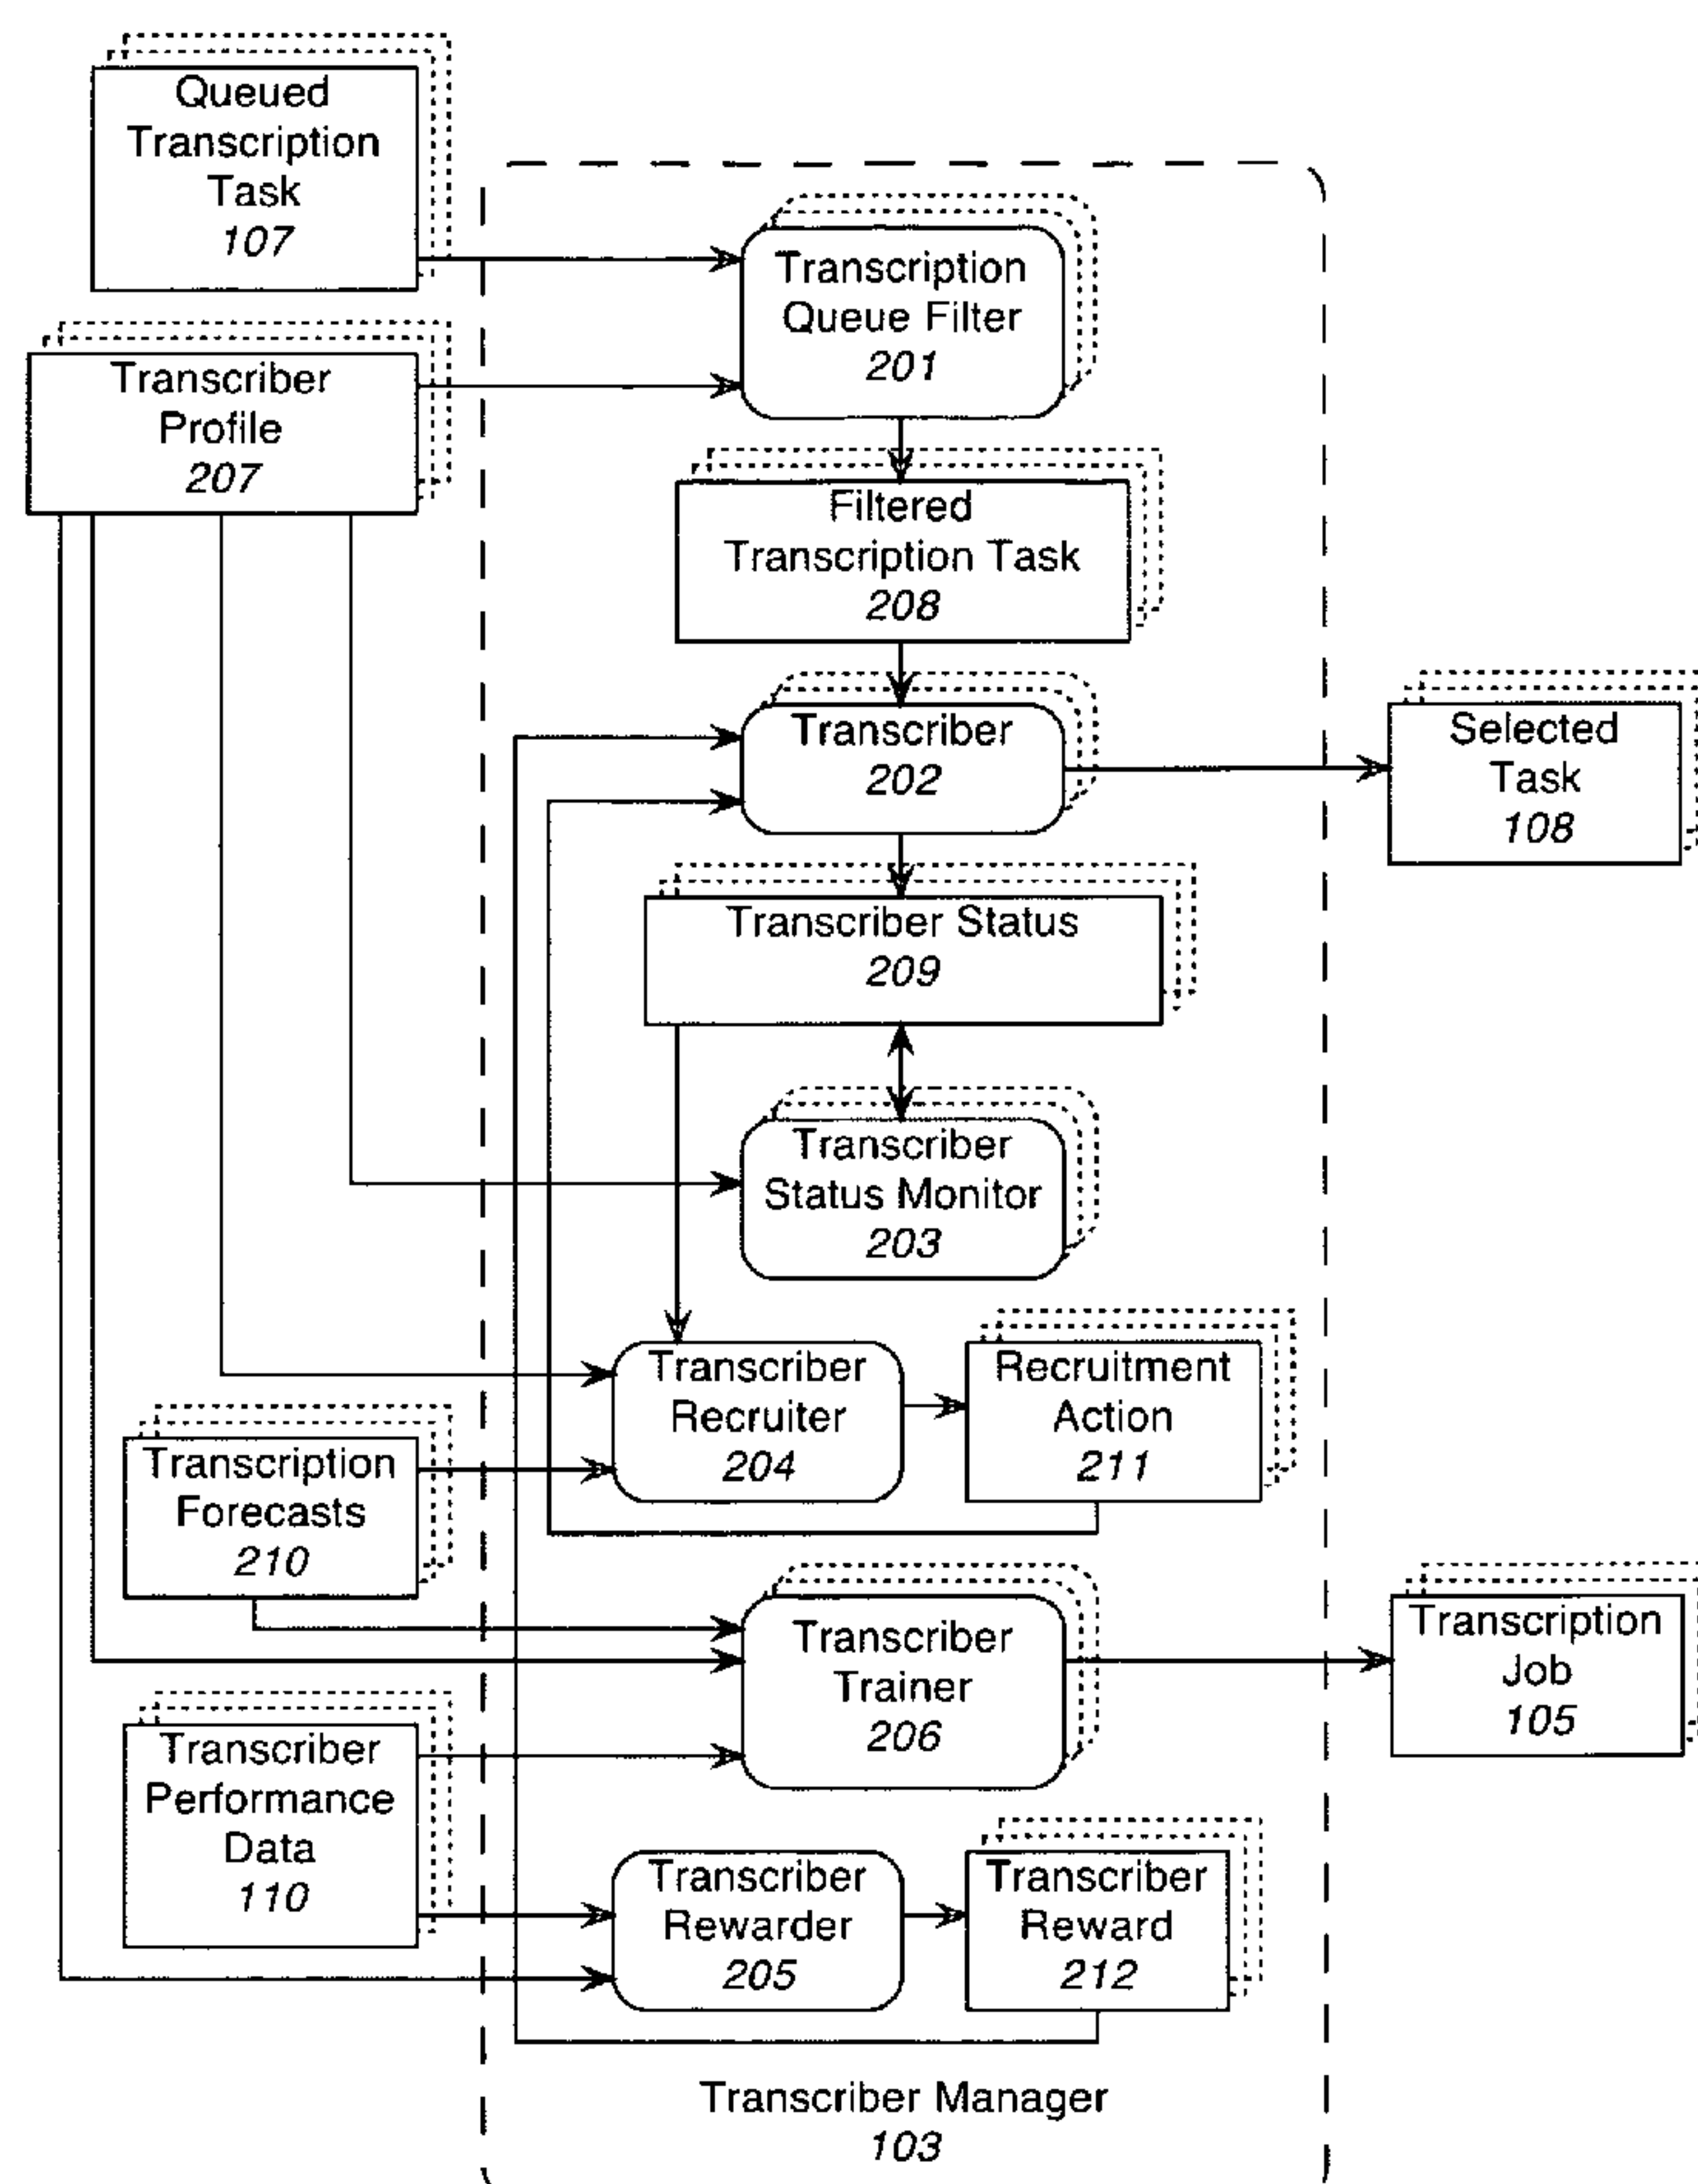 Queued
Transcription
Task
107
Transcriber
Profile
207
Transcription
Queue Filter
201
Filtered
Transcription Task
208
Transcriber
202
Selected
Task
108
Transcriber Status
209
Transcriber
Status Monitor
203
Transcriber
Recruiter
204
Recruitment
Action
211
Transcription
Forecasts
210
Transcriber
Trainer
206
Transcription
Job
105
Transcriber
Performance
Data
110
Transcriber
Rewarder
205
Transcriber
Reward
212
Transcriber Manager
103